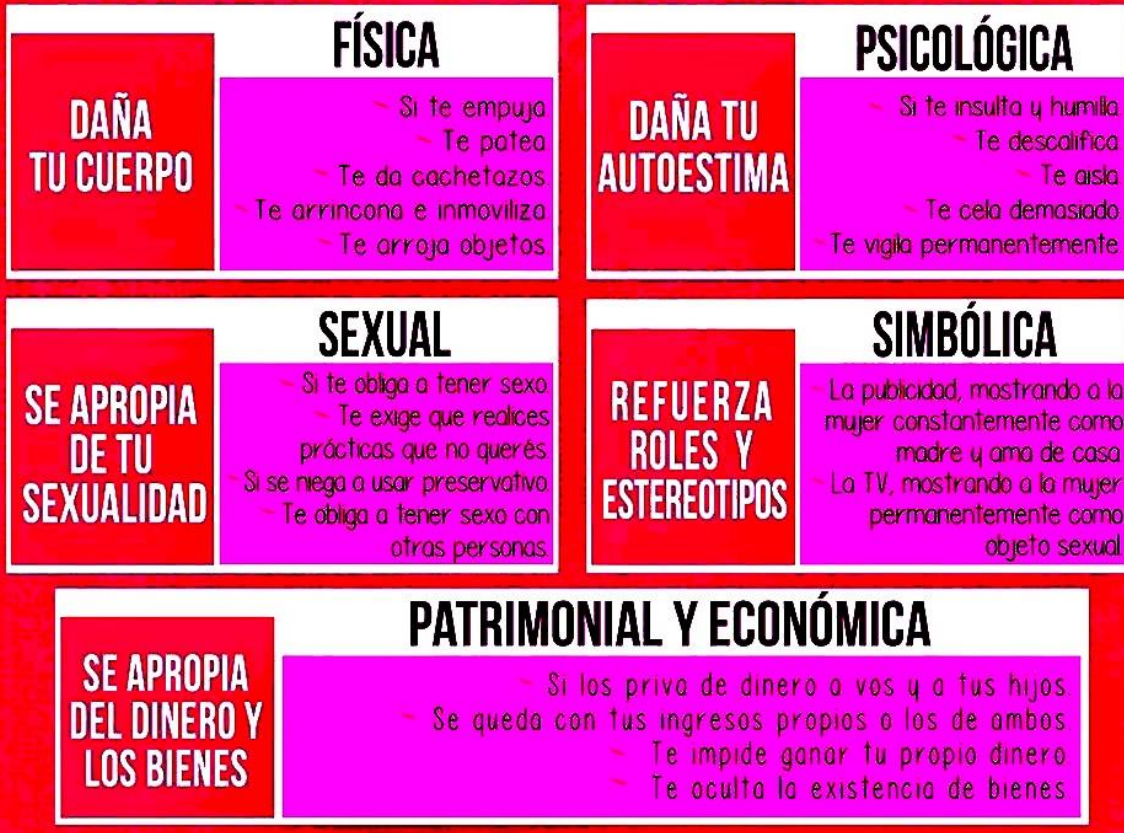 FÍSICA
DAÑA
TU CUERPO
- Si te empuja.
- Te patea.
- Te da cachetazos.
- Te arrincona e inmoviliza.
- Te arroja objetos.
PSICOLÓGICA
DAÑA TU
AUTOESTIMA
- Si te insulta y humilla.
- Te descalifica.
- Te aisla.
- Te cela demasiado.
- Te vigila permanentemente.
SEXUAL
SE APROPIA
DE TU
SEXUALIDAD
- Si te obliga a tener sexo.
- Te exige que realices
prácticas que no querés.
- Si se niega a usar preservativo.
- Te obliga a tener sexo con
otras personas.
SIMBÓLICA
REFUERZA
ROLES Y
ESTEREOTIPOS
- La publicidad, mostrando a la
mujer constantemente como
madre y ama de casa.
- La TV, mostrando a la mujer
permanentemente como
objeto sexual.
PATRIMONIAL Y ECONÓMICA
SE APROPIA
DEL DINERO Y
LOS BIENES
- Si los priva de dinero a vos y a tus hijos.
- Se queda con tus ingresos propios o los de ambos.
- Te impide ganar tu propio dinero.
- Te oculta la existencia de bienes.